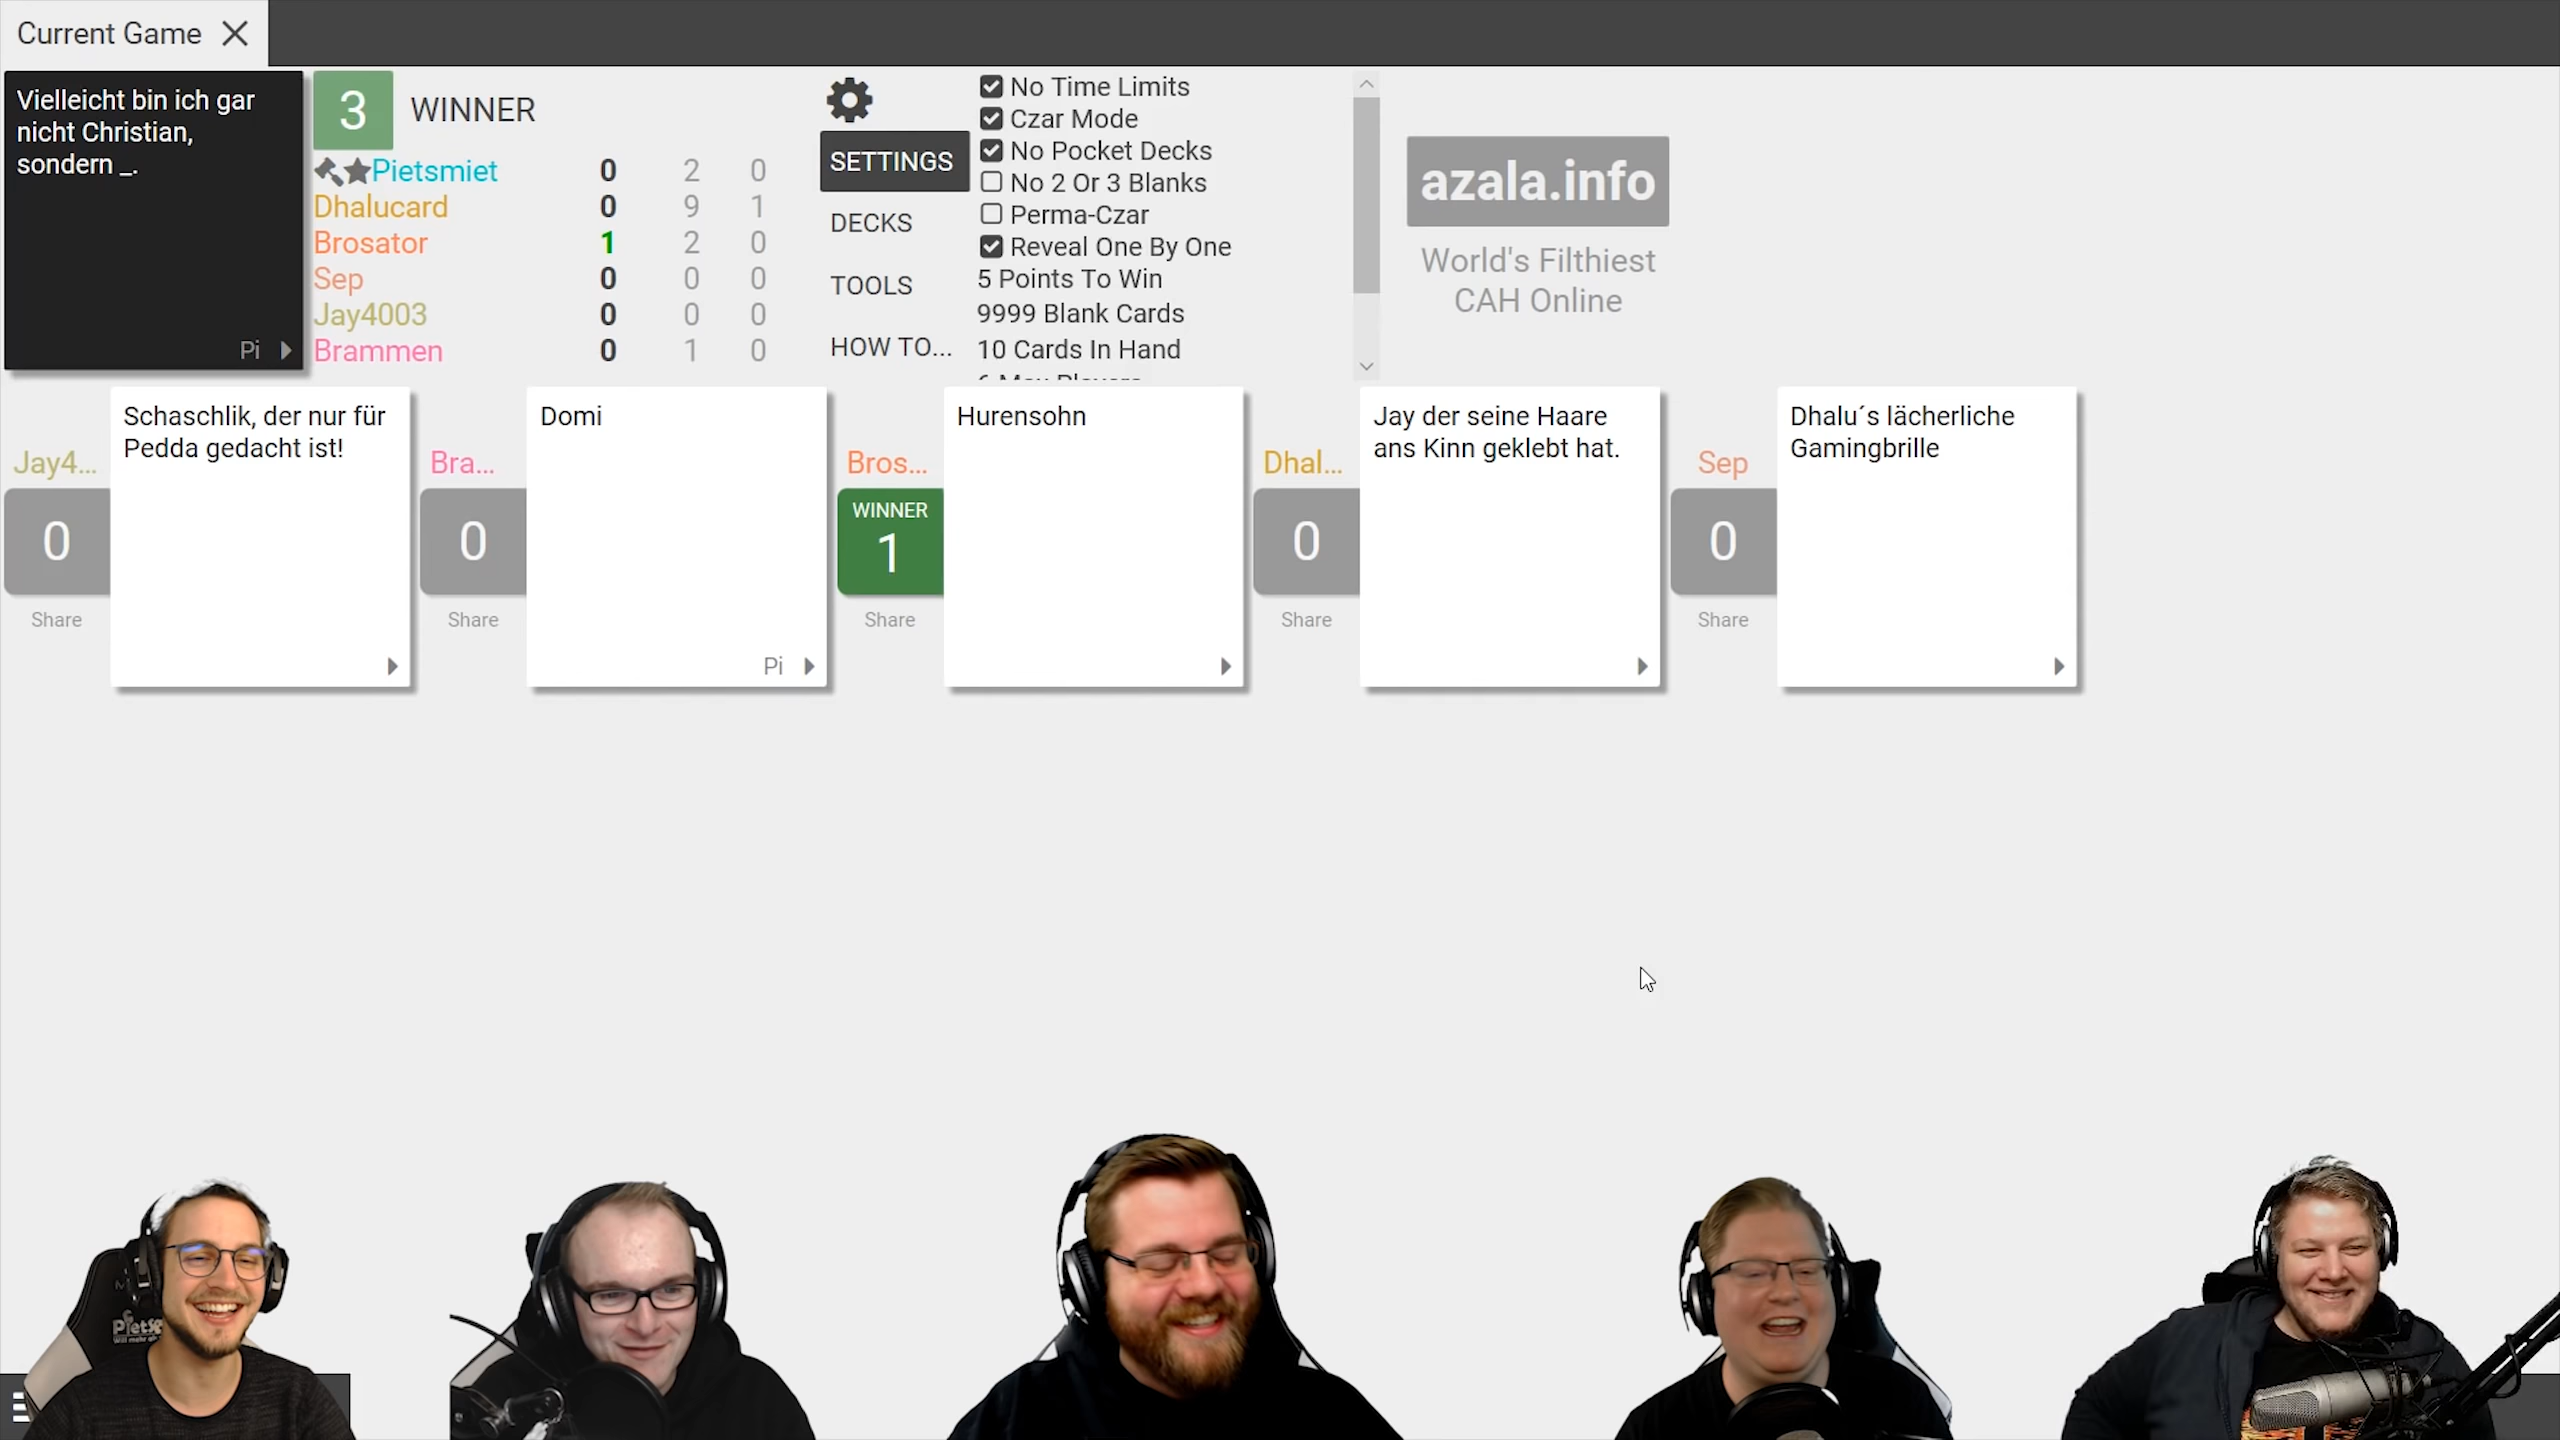 Current Game
Vielleicht bin ich gar
nicht Christian,
sondern _.
Pi
3 WINNER
Pietsmiet 0 2 0
Dhalucard 0 9 1
Brosator 1 2 0
Sep 0 0 0
Jay4003 0 0 0
Brammen 0 1 0
SETTINGS
DECKS
TOOLS
HOW TO...
No Time Limits
Czar Mode
No Pocket Decks
No 2 Or 3 Blanks
Perma-Czar
Reveal One By One
5 Points To Win
9999 Blank Cards
10 Cards In Hand
azala.info
World's Filthiest
CAH Online
Jay4...
0
Share
Schaschlik, der nur für
Pedda gedacht ist!
Bra...
0
Share
Domi
Pi
Bros...
WINNER
1
Share
Hurensohn
Dhal...
0
Share
Jay der seine Haare
ans Kinn geklebt hat.
Sep
0
Share
Dhalu´s lächerliche
Gamingbrille